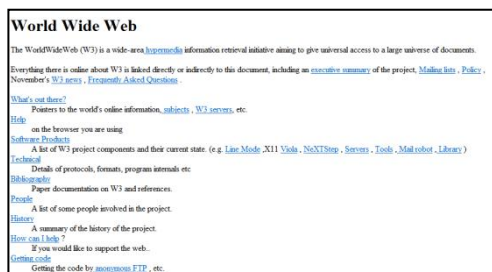 World Wide Web
The WorldWideWeb (W3) is a wide-area hypermedia information retrieval initiative aiming to give universal access to a large universe of documents.
Everything there is online about W3 is linked directly or indirectly to this document, including an executive summary of the project, Mailing lists , Policy ,
November's W3 news , Frequently Asked Questions .
What's out there?
Pointers to the world's online information, subjects , W3 servers, etc.
Help
on the browser you are using
Software Products
A list of W3 project components and their current state. (e.g. Line Mode ,X11 Viola , NeXTStep , Servers , Tools , Mail robot , Library )
Technical
Details of protocols, formats, program internals etc
Bibliography
Paper documentation on W3 and references.
People
A list of some people involved in the project.
History
A summary of the history of the project.
How can I help ?
If you would like to support the web..
Getting code
Getting the code by anonymous FTP , etc.